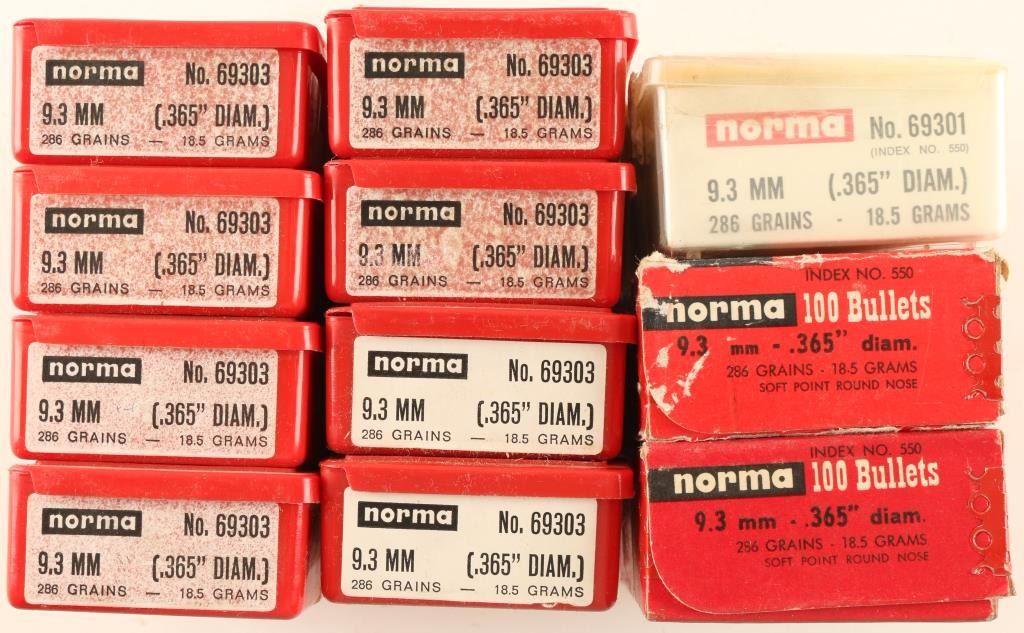 norma No. 69303
9.3 MM (.365” DIAM.)
286 GRAINS — 18.5 GRAMS
norma No. 69303
9.3 MM (.365” DIAM.)
286 GRAINS — 18.5 GRAMS
norma No. 69303
9.3 MM (.365” DIAM.)
286 GRAINS — 18.5 GRAMS
norma No. 69303
9.3 MM (.365” DIAM.)
286 GRAINS — 18.5 GRAMS
norma No. 69303
9.3 MM (.365” DIAM.)
286 GRAINS — 18.5 GRAMS
norma No. 69303
9.3 MM (.365” DIAM.)
286 GRAINS — 18.5 GRAMS
norma No. 69303
9.3 MM (.365” DIAM.)
286 GRAINS — 18.5 GRAMS
norma No. 69303
9.3 MM (.365” DIAM.)
286 GRAINS — 18.5 GRAMS
norma No. 69301
(INDEX NO. 550)
9.3 MM (.365” DIAM.)
286 GRAINS - 18.5 GRAMS
INDEX NO. 550
norma 100 Bullets
9.3 mm - .365” diam.
286 GRAINS - 18.5 GRAMS
SOFT POINT ROUND NOSE
INDEX NO. 550
norma 100 Bullets
9.3 mm - .365” diam.
286 GRAINS - 18.5 GRAMS
SOFT POINT ROUND NOSE